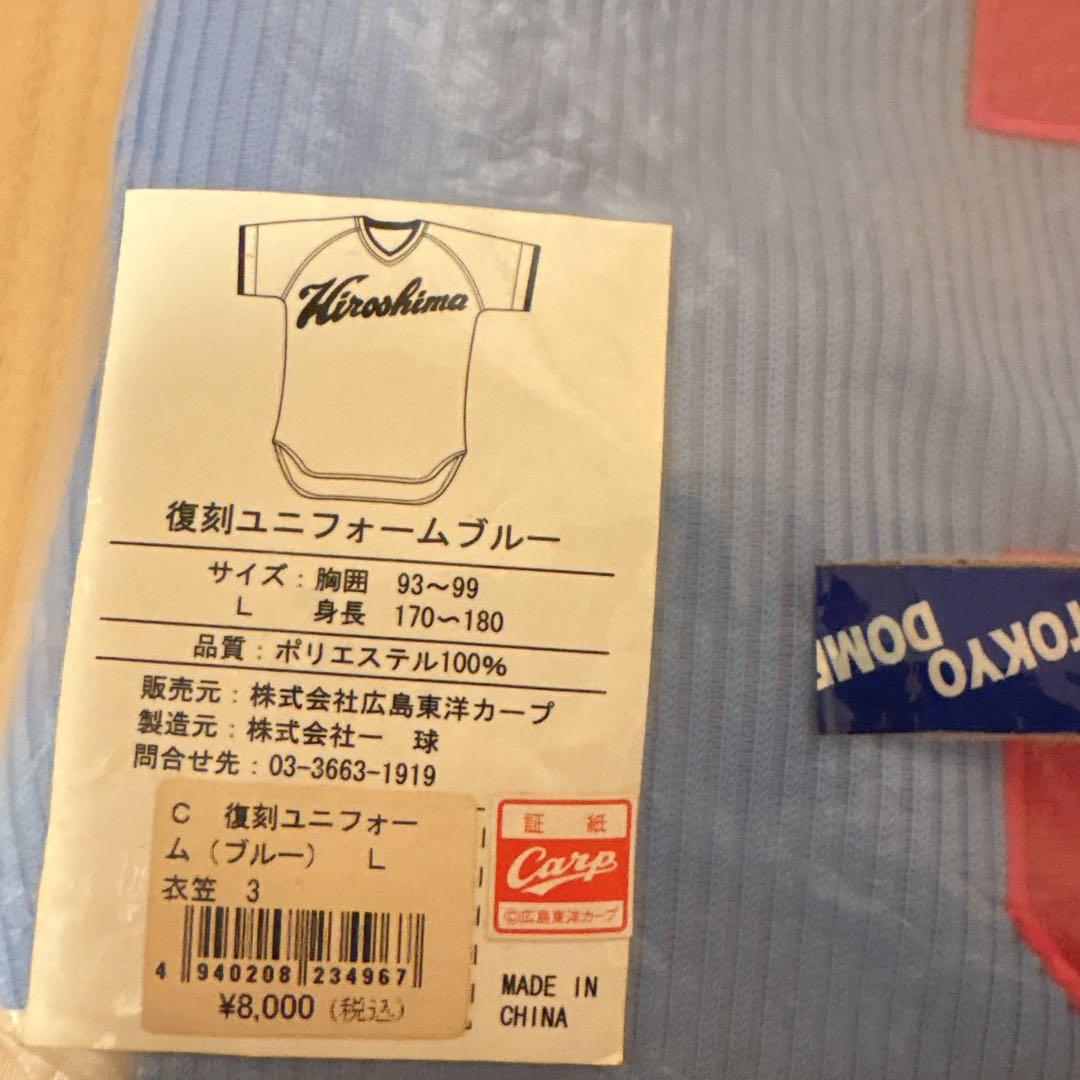 Hiroshima
復刻ユニフォームブルー
サイズ：胸囲 93〜99
L 身長 170〜180
品質：ポリエステル100%
販売元：株式会社広島東洋カープ
製造元：株式会社一 球
問合せ先：03-3663-1919
C 復刻ユニフォー
ム（ブルー） L
衣笠 3
4 940208 234967
¥8,000（税込）
証 紙
Carp
©広島東洋カープ
MADE IN
CHINA
TOKYO
DOME